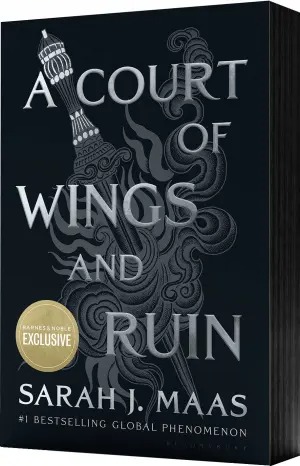 A COURT
OF
WINGS
AND
RUIN
BARNES & NOBLE
EXCLUSIVE
SARAH J. MAAS
#1 BESTSELLING GLOBAL PHENOMENON